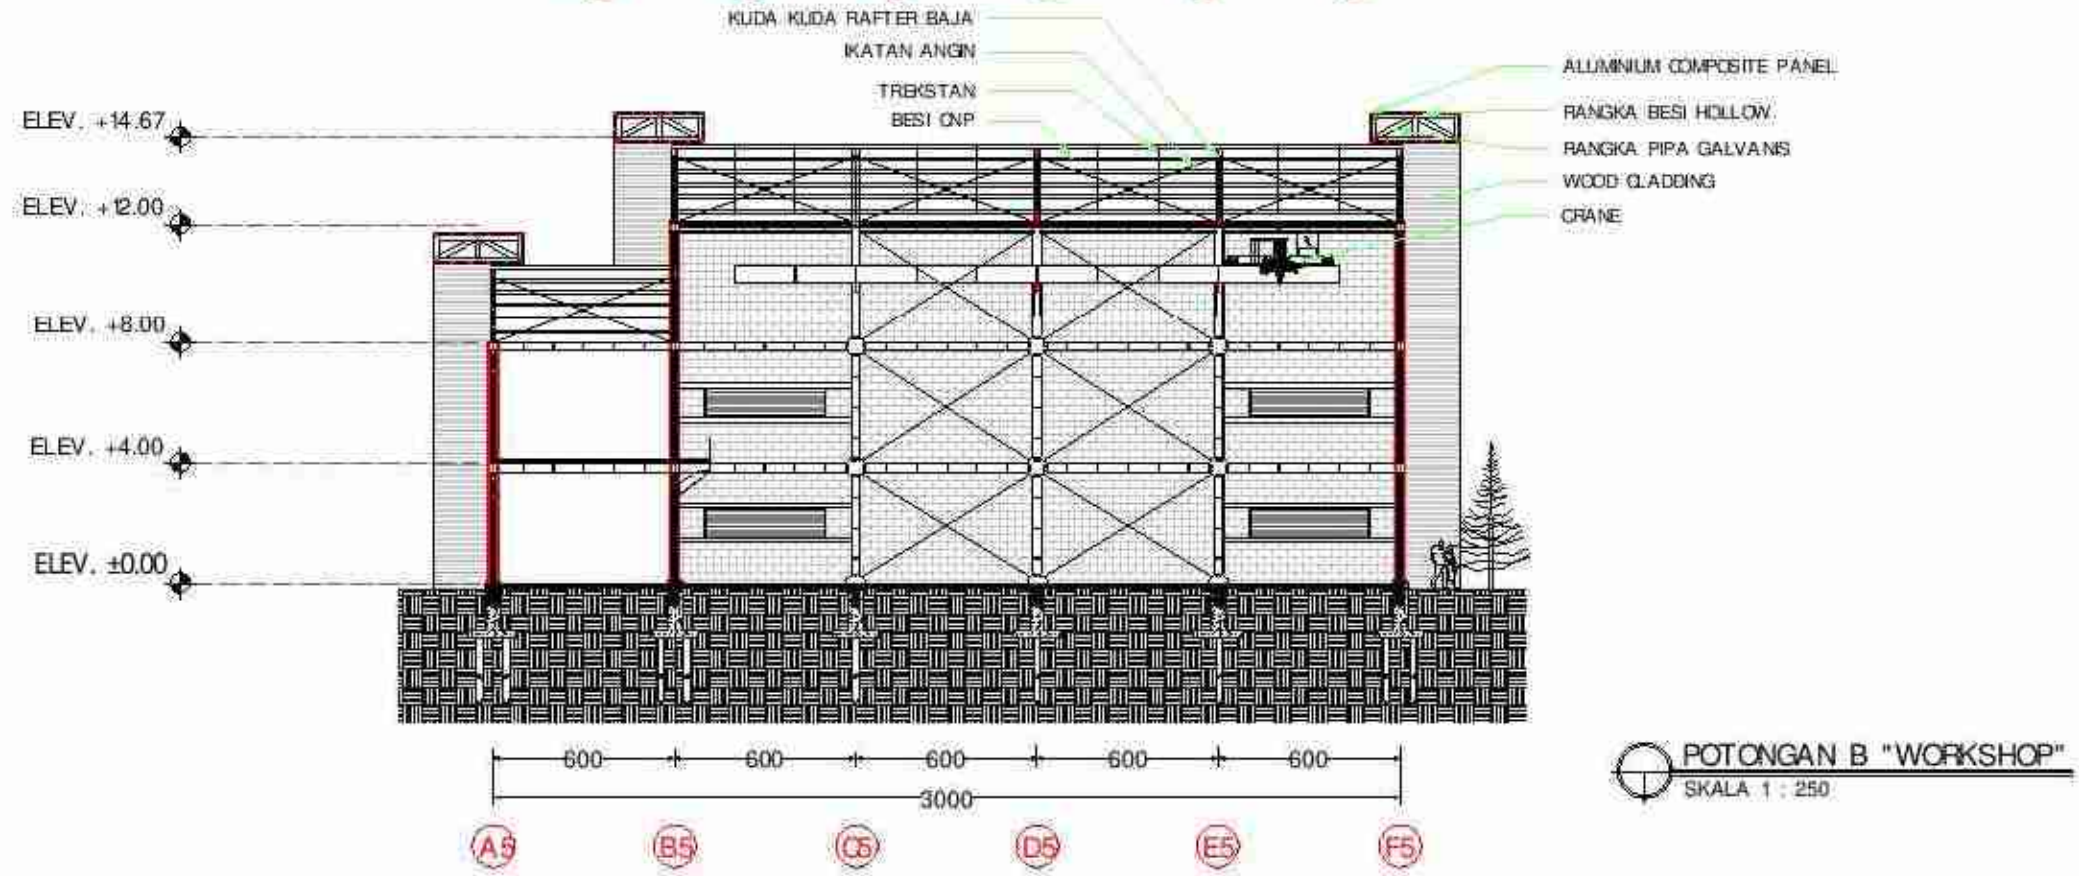 KUDA KUDA RAFTER BAJA
IKATAN ANGIN
TREKSTAN
BESI CNP
ALUMINIUM COMPOSITE PANEL
RANGKA BESI HOLLOW
RANGKA PIPA GALVANIS
WOOD CLADDING
CRANE
ELEV. +14.67
ELEV. +12.00
ELEV. +8.00
ELEV. +4.00
ELEV. ±0.00
600 600 600 600 600
3000
A5 B5 C5 D5 E5 F5
POTONGAN B "WORKSHOP"
SKALA 1 : 250